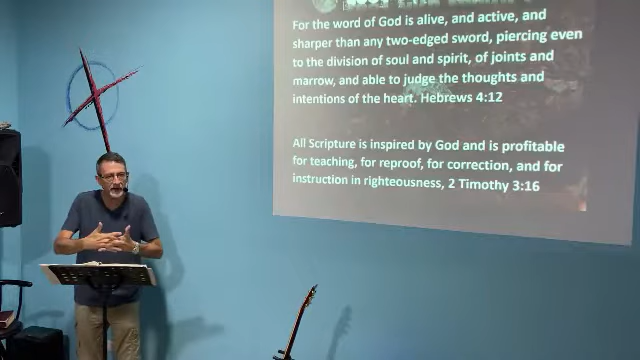 For the word of God is alive, and active, and
sharper than any two-edged sword, piercing even
to the division of soul and spirit, of joints and
marrow, and able to judge the thoughts and
intentions of the heart. Hebrews 4:12
All Scripture is inspired by God and is profitable
for teaching, for reproof, for correction, and for
instruction in righteousness, 2 Timothy 3:16